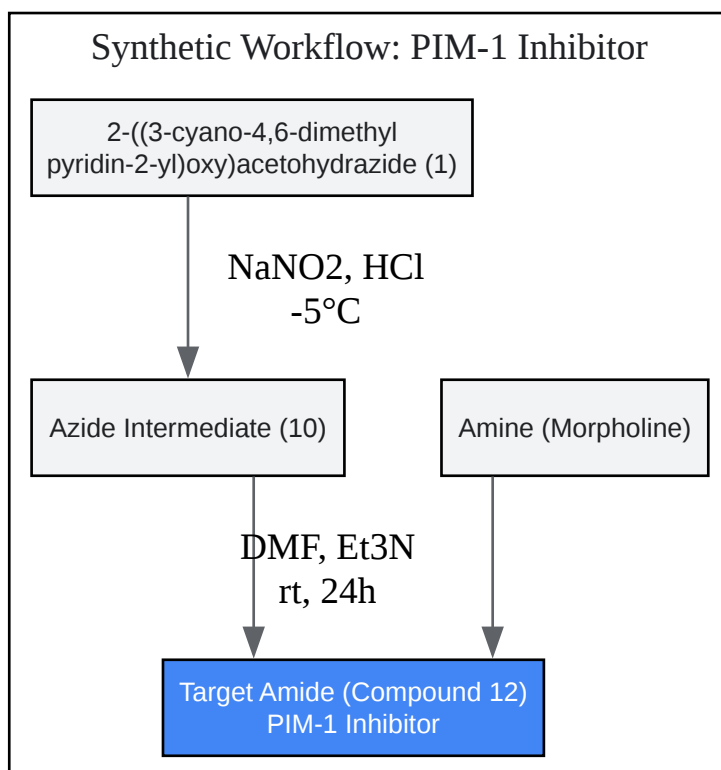 Synthetic Workflow: PIM-1 Inhibitor
2-((3-cyano-4,6-dimethyl
pyridin-2-yl)oxy)acetohydrazide (1)
NaNO2, HCl
-5°C
Azide Intermediate (10)
Amine (Morpholine)
DMF, Et3N
rt, 24h
Target Amide (Compound 12)
PIM-1 Inhibitor